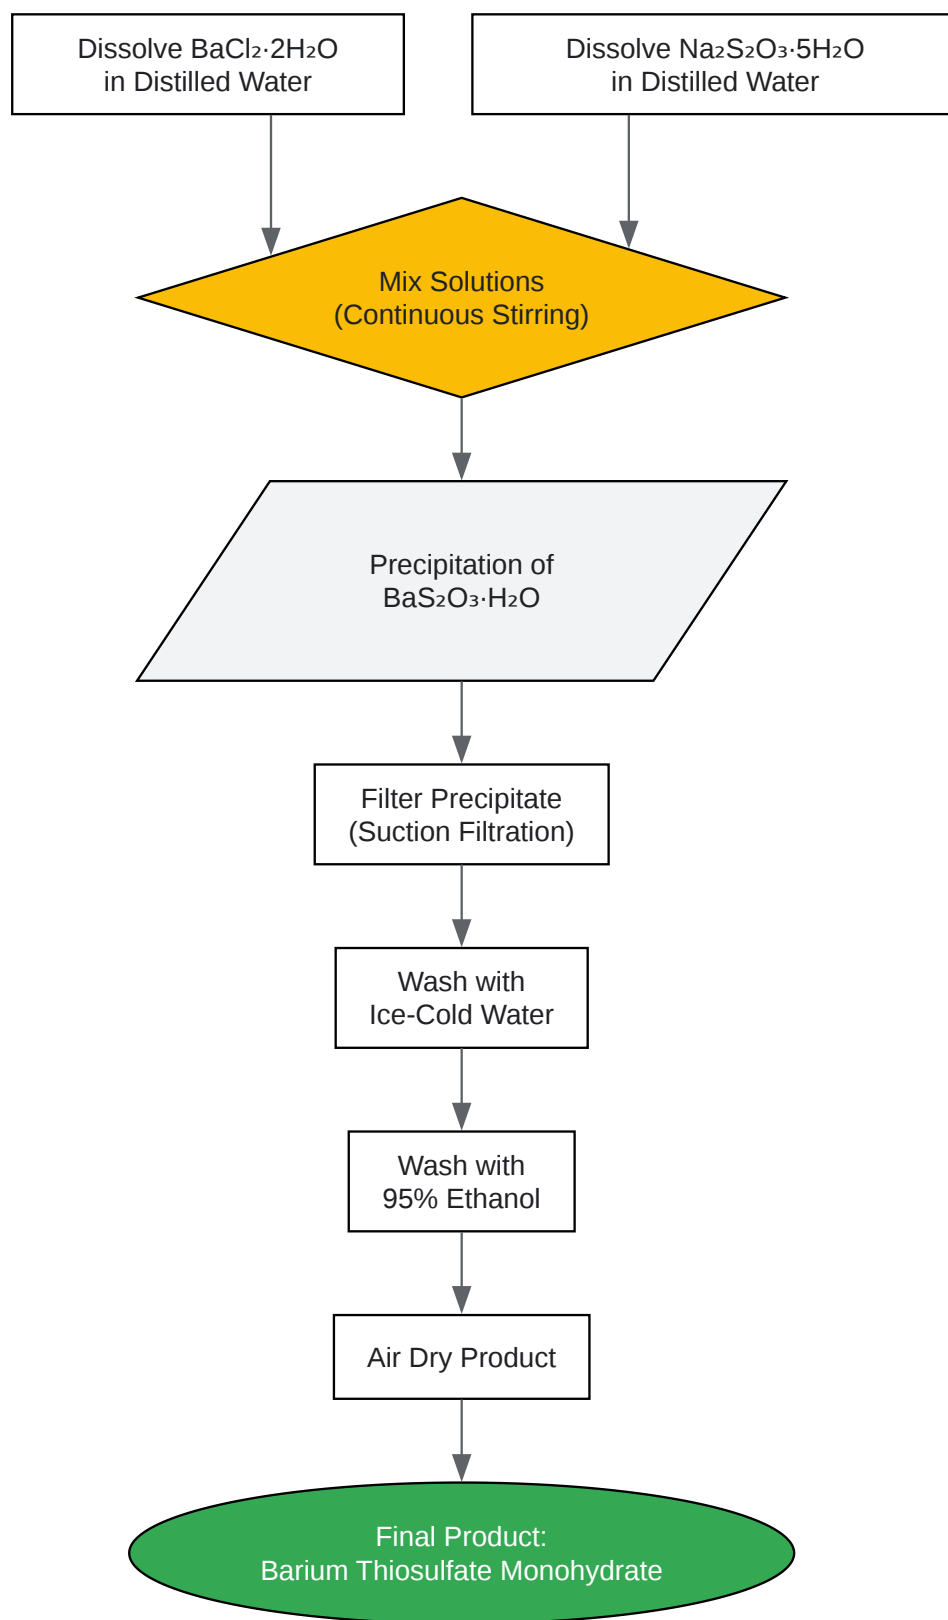 Dissolve BaCl₂·2H₂O
in Distilled Water
Dissolve Na₂S₂O₃·5H₂O
in Distilled Water
Mix Solutions
(Continuous Stirring)
Precipitation of
BaS₂O₃·H₂O
Filter Precipitate
(Suction Filtration)
Wash with
Ice-Cold Water
Wash with
95% Ethanol
Air Dry Product
Final Product:
Barium Thiosulfate Monohydrate